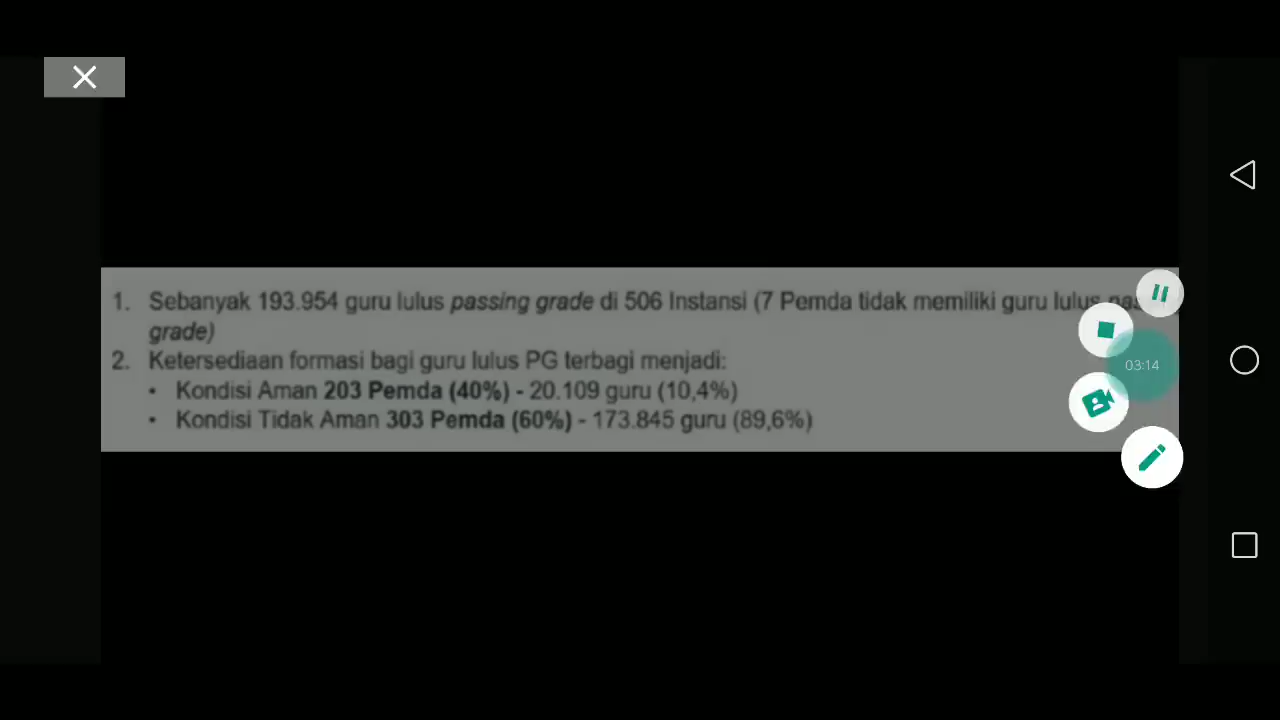 1. Sebanyak 193.954 guru lulus passing grade di 506 Instansi (7 Pemda tidak memiliki guru lulus
grade)
2. Ketersediaan formasi bagi guru lulus PG terbagi menjadi:
• Kondisi Aman 203 Pemda (40%) - 20.109 guru (10,4%)
• Kondisi Tidak Aman 303 Pemda (60%) - 173.845 guru (89,6%)
03:14